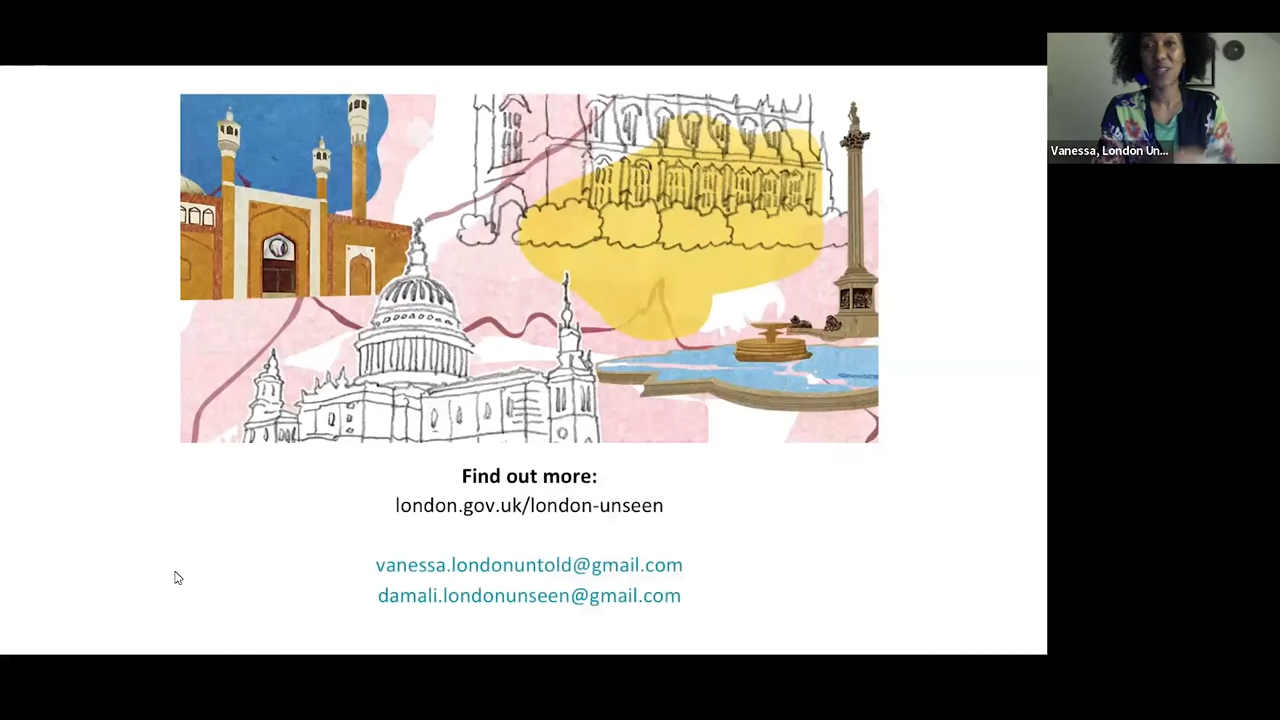 Find out more:
london.gov.uk/london-unseen
vanessa.londonuntold@gmail.com
damali.londonunseen@gmail.com
Vanessa, London Un...